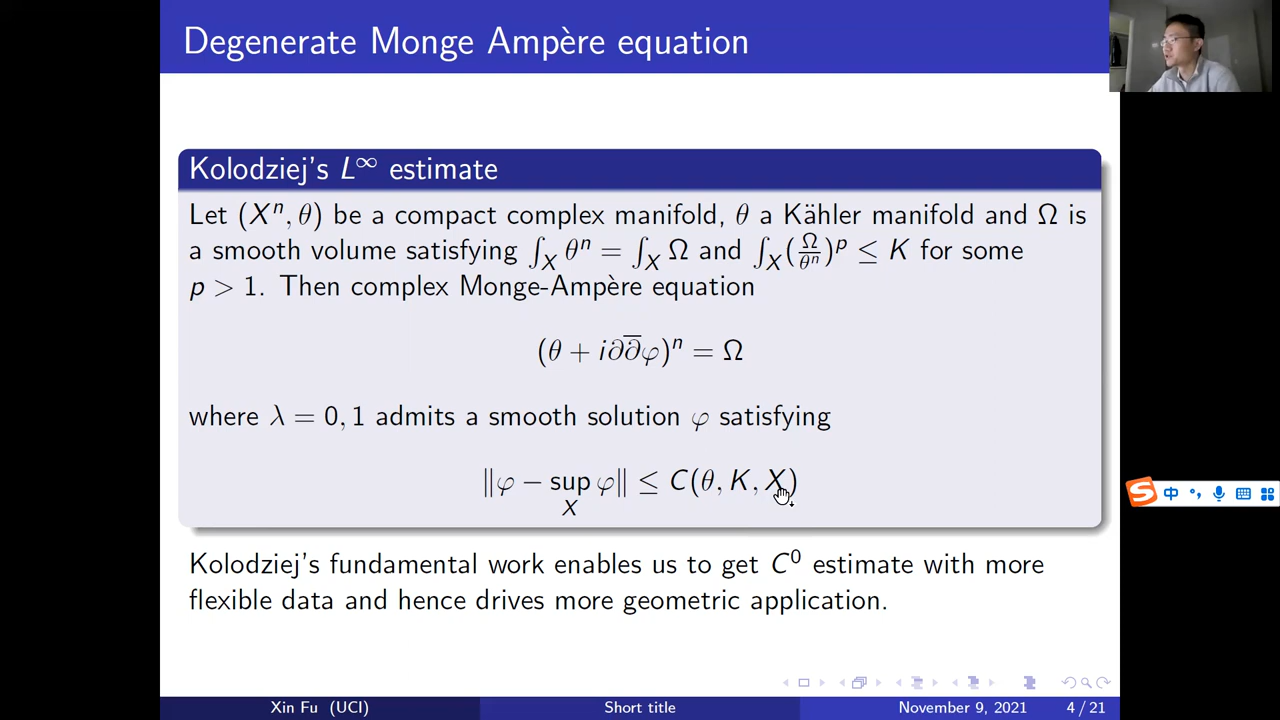 Degenerate Monge Ampère equation
Kolodziej's L^∞ estimate
Let (X^n, θ) be a compact complex manifold, θ a Kähler manifold and Ω is
a smooth volume satisfying ∫_X θ^n = ∫_X Ω and ∫_X (Ω/θ^n)^p ≤ K for some
p > 1. Then complex Monge-Ampère equation
(θ + i∂∂̅φ)^n = Ω
where λ = 0, 1 admits a smooth solution φ satisfying
‖φ − sup_X φ‖ ≤ C(θ, K, X)
Kolodziej's fundamental work enables us to get C^0 estimate with more
flexible data and hence drives more geometric application.
S 中 °,
Xin Fu (UCI) Short title November 9, 2021 4 / 21